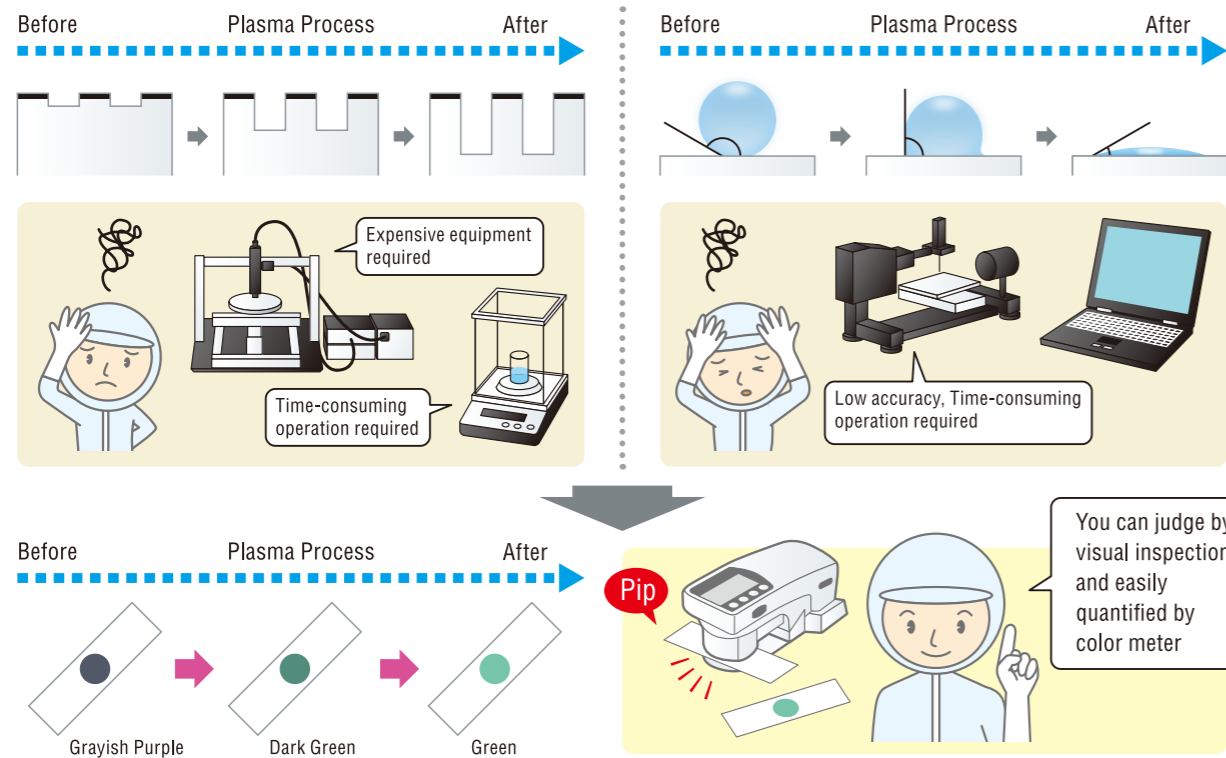 Before Plasma Process After
Before Plasma Process After
Expensive equipment
required
Time-consuming
operation required
Low accuracy, Time-consuming
operation required
Before Plasma Process After
Grayish Purple Dark Green Green
Pip
You can judge by
visual inspection
and easily
quantified by
color meter